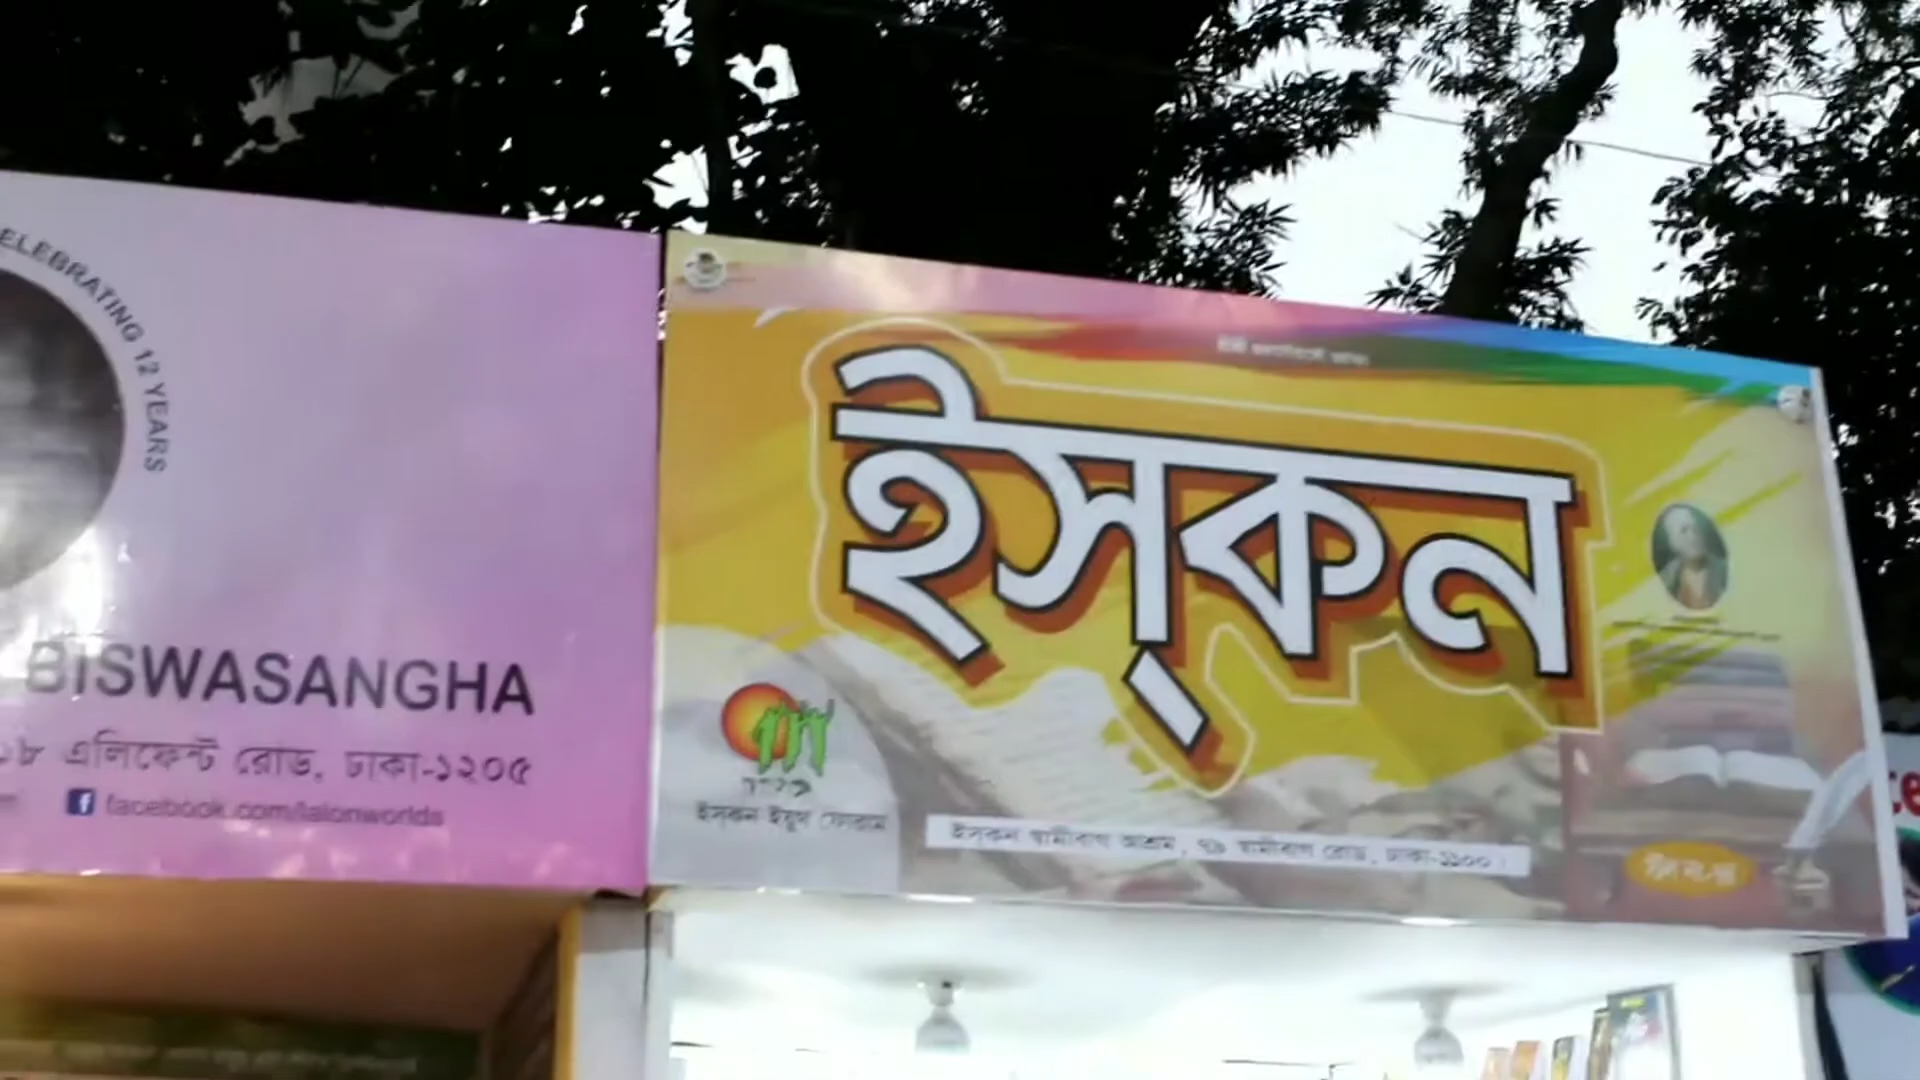 CELEBRATING 12 YEARS
BISWASANGHA
এলিফেন্ট রোড, ঢাকা-১২০৫
facebook.com/lalonworlds
ইস্‌কন
ইস্‌কন ইয়ুথ ফোরাম
ইস্‌কন স্বামীবাগ আশ্রম, ৭৯ স্বামীবাগ রোড, ঢাকা-১১০০।